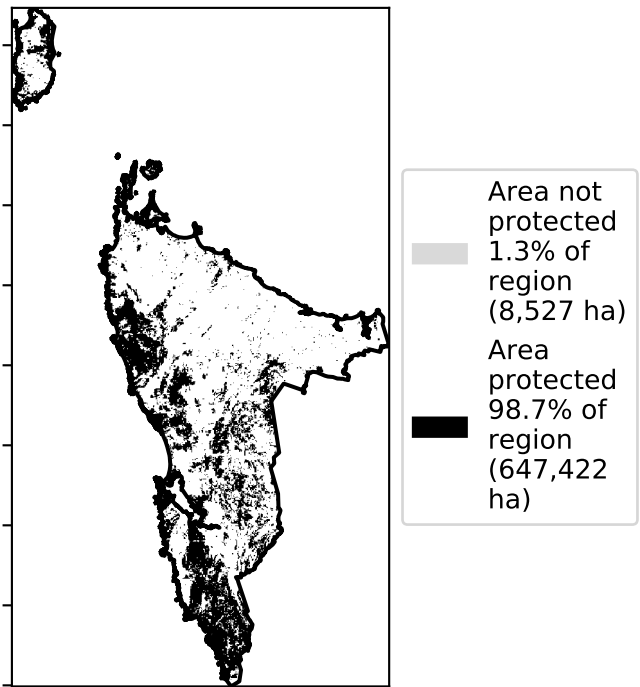 Area not
protected
1.3% of
region
(8,527 ha)
Area
protected
98.7% of
region
(647,422
ha)